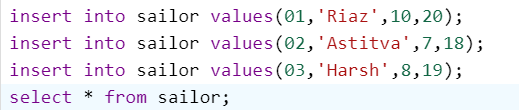 insert into sailor values(01,'Riaz',10,20);
insert into sailor values(02,'Astitva',7,18);
insert into sailor values(03,'Harsh',8,19);
select * from sailor;